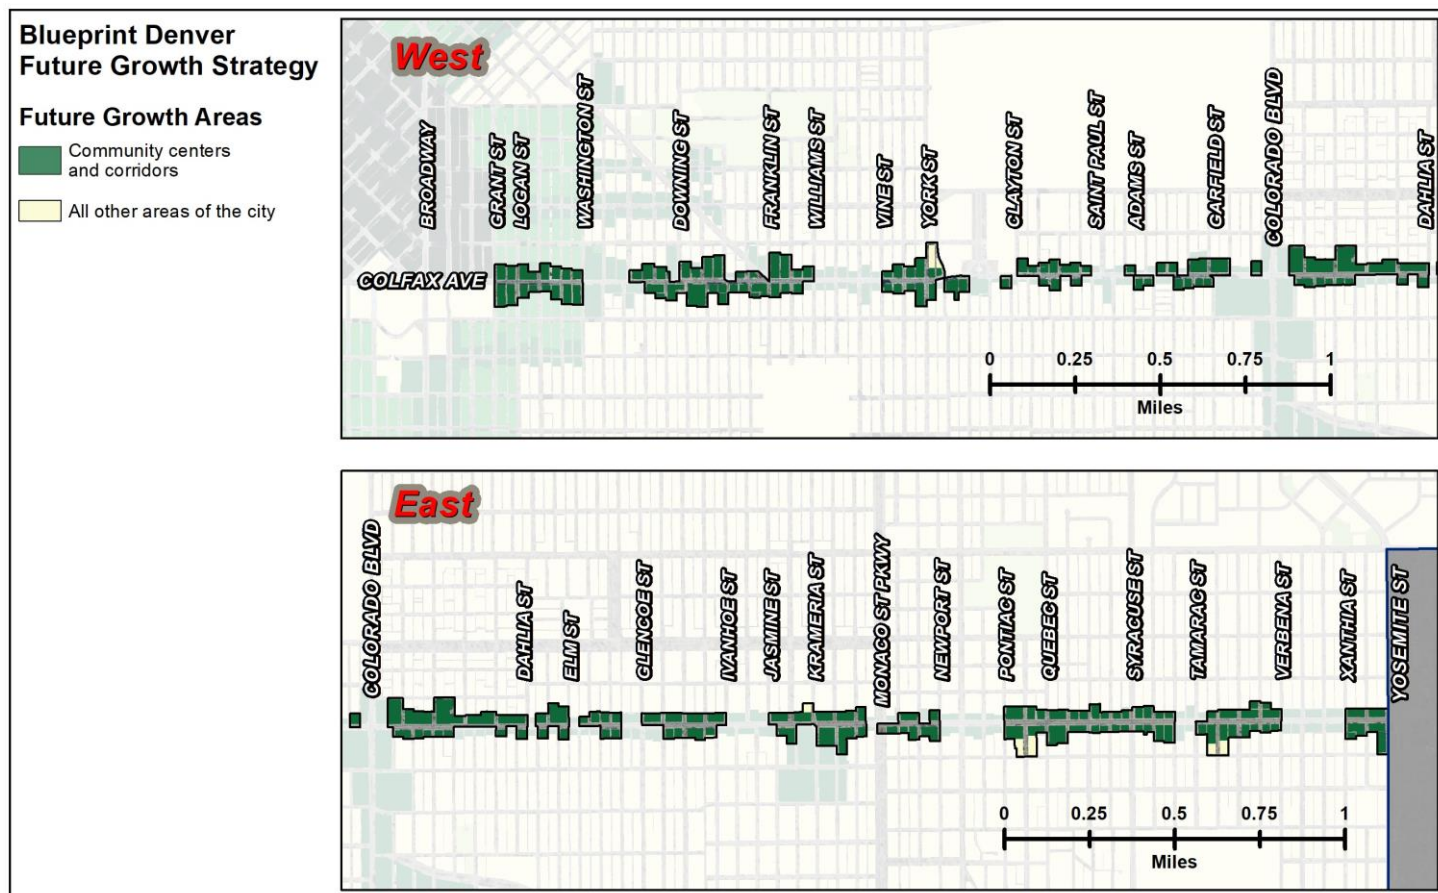 Blueprint Denver
Future Growth Strategy
Future Growth Areas
Community centers
and corridors
All other areas of the city
West
BROADWAY
GRANT ST
LOGAN ST
WASHINGTON ST
DOWNING ST
FRANKLIN ST
WILLIAMS ST
VINE ST
YORK ST
CLAYTON ST
SAINT PAUL ST
ADAMS ST
GARFIELD ST
COLORADO BLVD
DAHLIA ST
COLFAX AVE
0 0.25 0.5 0.75 1
Miles
East
COLORADO BLVD
DAHLIA ST
ELM ST
GLENCOE ST
IVANHOE ST
JASMINE ST
KRAMERIA ST
MONACO ST PKWY
NEWPORT ST
PONTIAC ST
QUEBEC ST
SYRACUSE ST
TAMARAC ST
VERBENA ST
XANTHIA ST
YOSEMITE ST
0 0.25 0.5 0.75 1
Miles